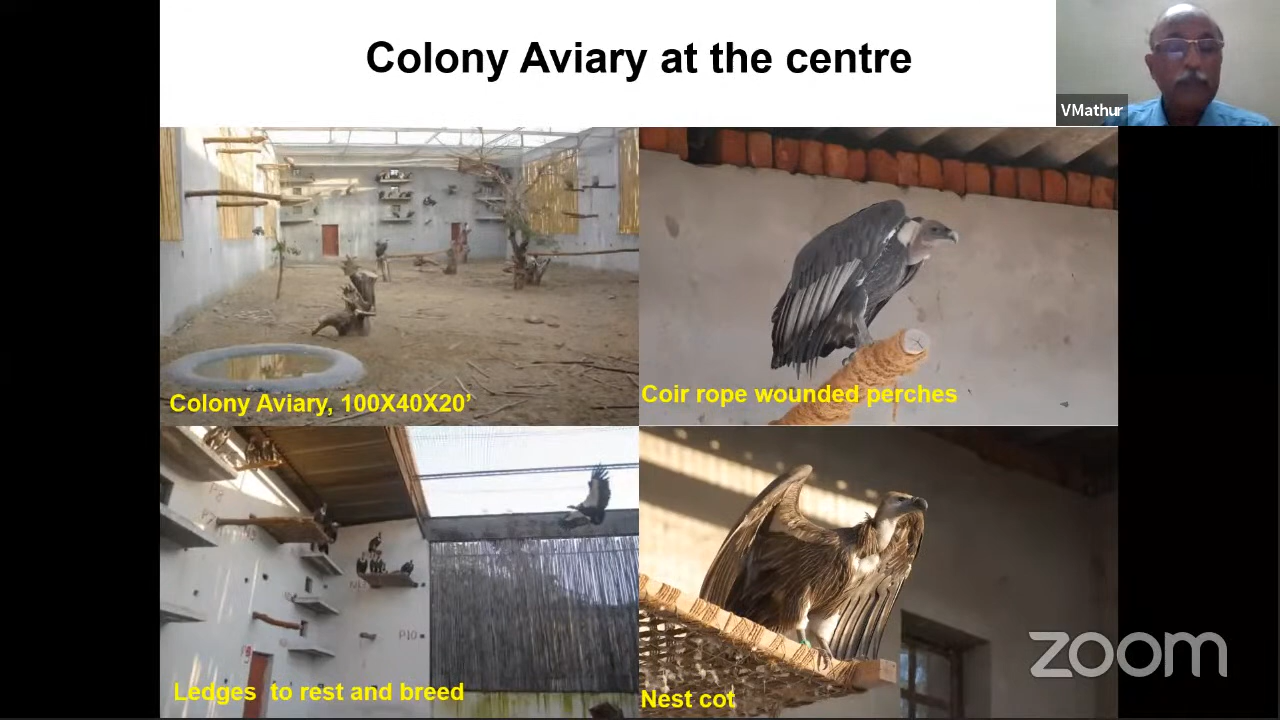 Colony Aviary at the centre
VMathur
Colony Aviary, 100X40X20’
Coir rope wounded perches
P10
Ledges  to rest and breed
Nest cot
zoom